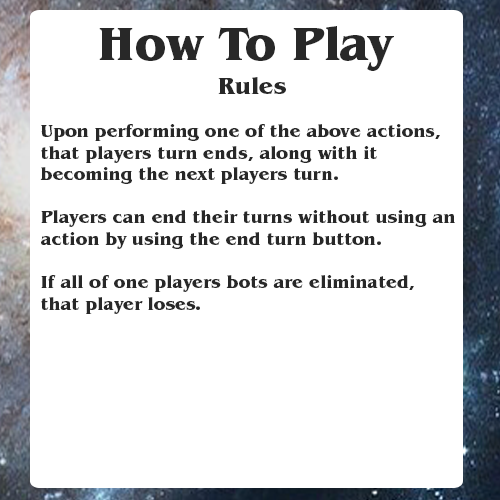 How To Play
Rules
Upon performing one of the above actions,
that players turn ends, along with it
becoming the next players turn.
Players can end their turns without using an
action by using the end turn button.
If all of one players bots are eliminated,
that player loses.